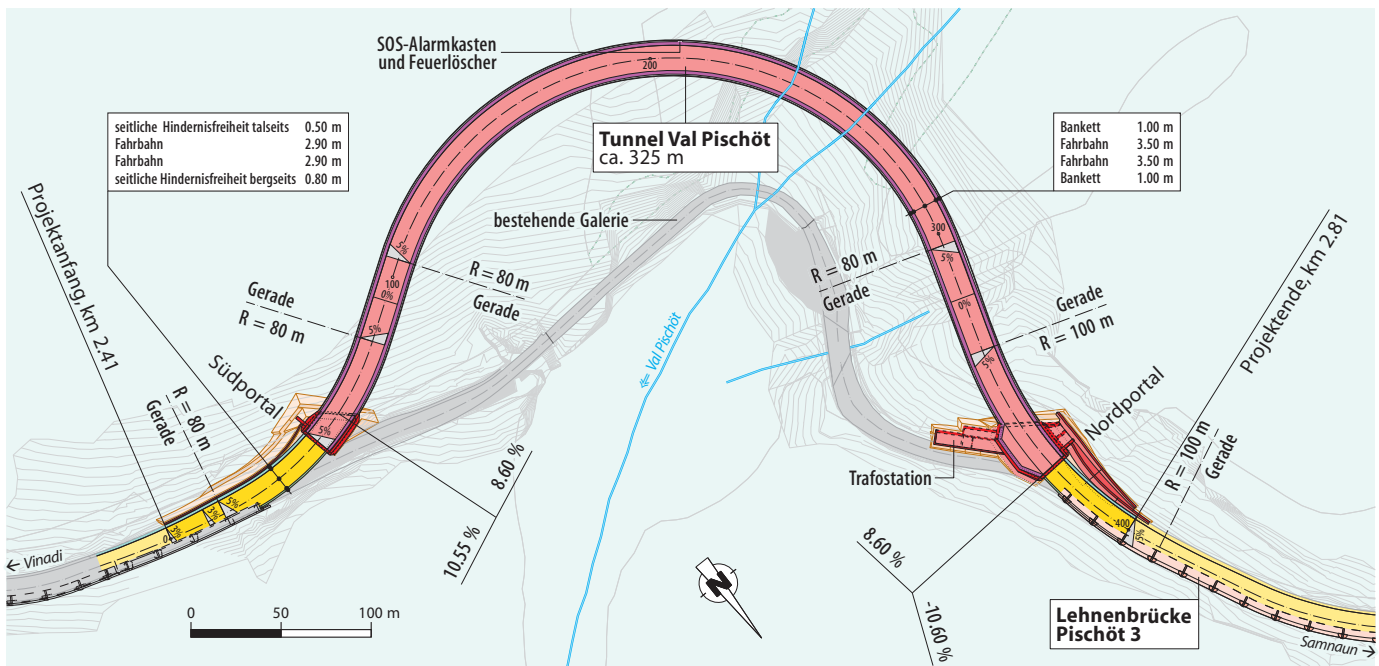 SOS-Alarmkasten
und Feuerlöscher
200
seitliche Hindernisfreiheit talseits 0.50 m
Fahrbahn 2.90 m
Fahrbahn 2.90 m
seitliche Hindernisfreiheit bergseits 0.80 m
Tunnel Val Pischöt
ca. 325 m
Bankett 1.00 m
Fahrbahn 3.50 m
Fahrbahn 3.50 m
Bankett 1.00 m
bestehende Galerie
Projektanfang, km 2.41
Projektende, km 2.81
300
5%
5%
R = 80 m
Gerade
R = 80 m
Gerade
100
0%
0%
Gerade
R = 80 m
Gerade
R = 100 m
5%
5%
Val Pischöt
Südportal
Nordportal
R = 80 m
Gerade
5%
R = 100 m
Gerade
Trafostation
8.60 %
10.55 %
5%
3%
3%
0
400
5%
8.60 %
-10.60 %
← Vinadi
N
0 50 100 m
Lehnenbrücke
Pischöt 3
Samnaun →